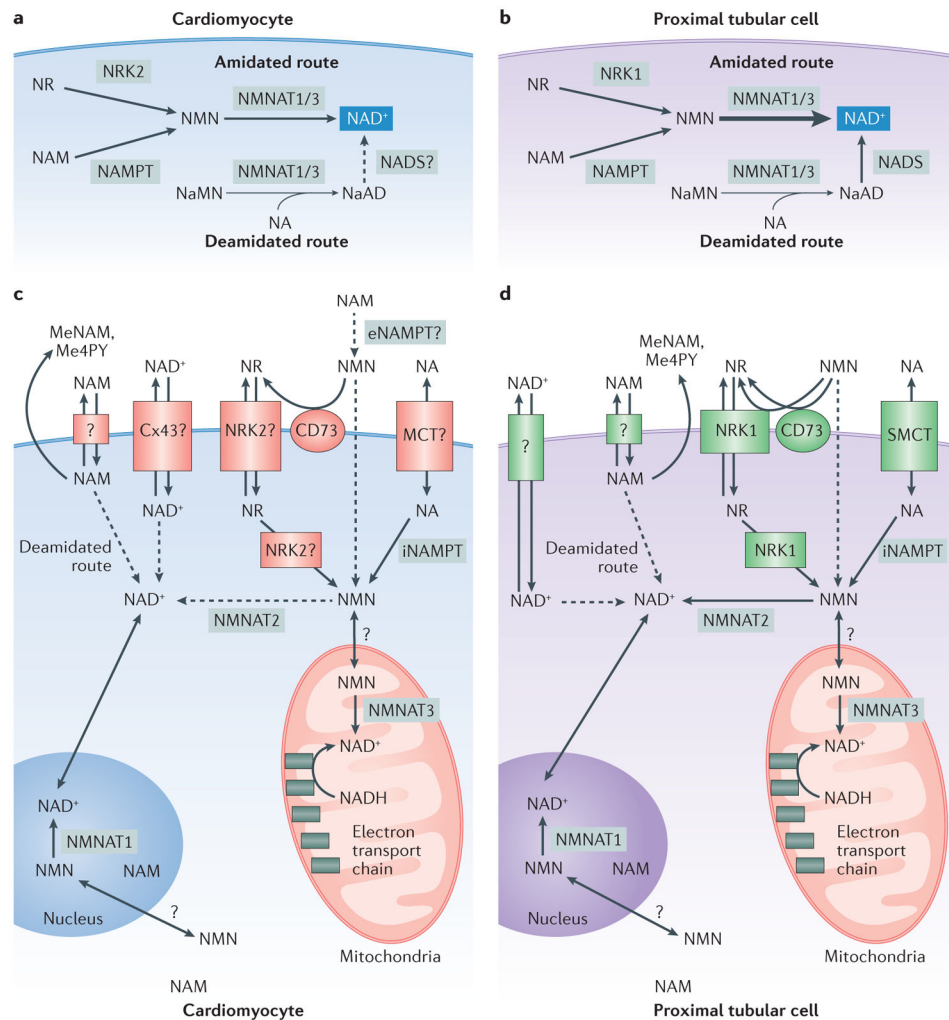 a
Cardiomyocyte
Amidated route
NRK2
NR
NMNAT1/3
NMN
NAD⁺
NAM
NAMPT
NADS?
NMNAT1/3
NaMN
NaAD
NA
Deamidated route
b
Proximal tubular cell
Amidated route
NRK1
NR
NMNAT1/3
NMN
NAD⁺
NAM
NAMPT
NADS
NMNAT1/3
NaMN
NaAD
NA
Deamidated route
c
NAM
eNAMPT?
MeNAM,
Me4PY
NAM
NAD⁺
NR
NMN
NA
?
Cx43?
NRK2?
CD73
MCT?
NAM
NAD⁺
NR
NA
Deamidated
route
NRK2?
iNAMPT
NAD⁺
NMNAT2
NMN
?
NMN
NMNAT3
NAD⁺
NADH
Electron
transport
chain
Mitochondria
NAD⁺
NMNAT1
NMN
NAM
Nucleus
?
NMN
NAM
Cardiomyocyte
d
MeNAM,
Me4PY
NAD⁺
NAM
NR
NMN
NA
?
?
NRK1
CD73
SMCT
NAM
NR
NA
Deamidated
route
NRK1
iNAMPT
NAD⁺
NAD⁺
NMNAT2
NMN
?
NMN
NMNAT3
NAD⁺
NADH
Electron
transport
chain
Mitochondria
NAD⁺
NMNAT1
NMN
NAM
Nucleus
?
NMN
NAM
Proximal tubular cell